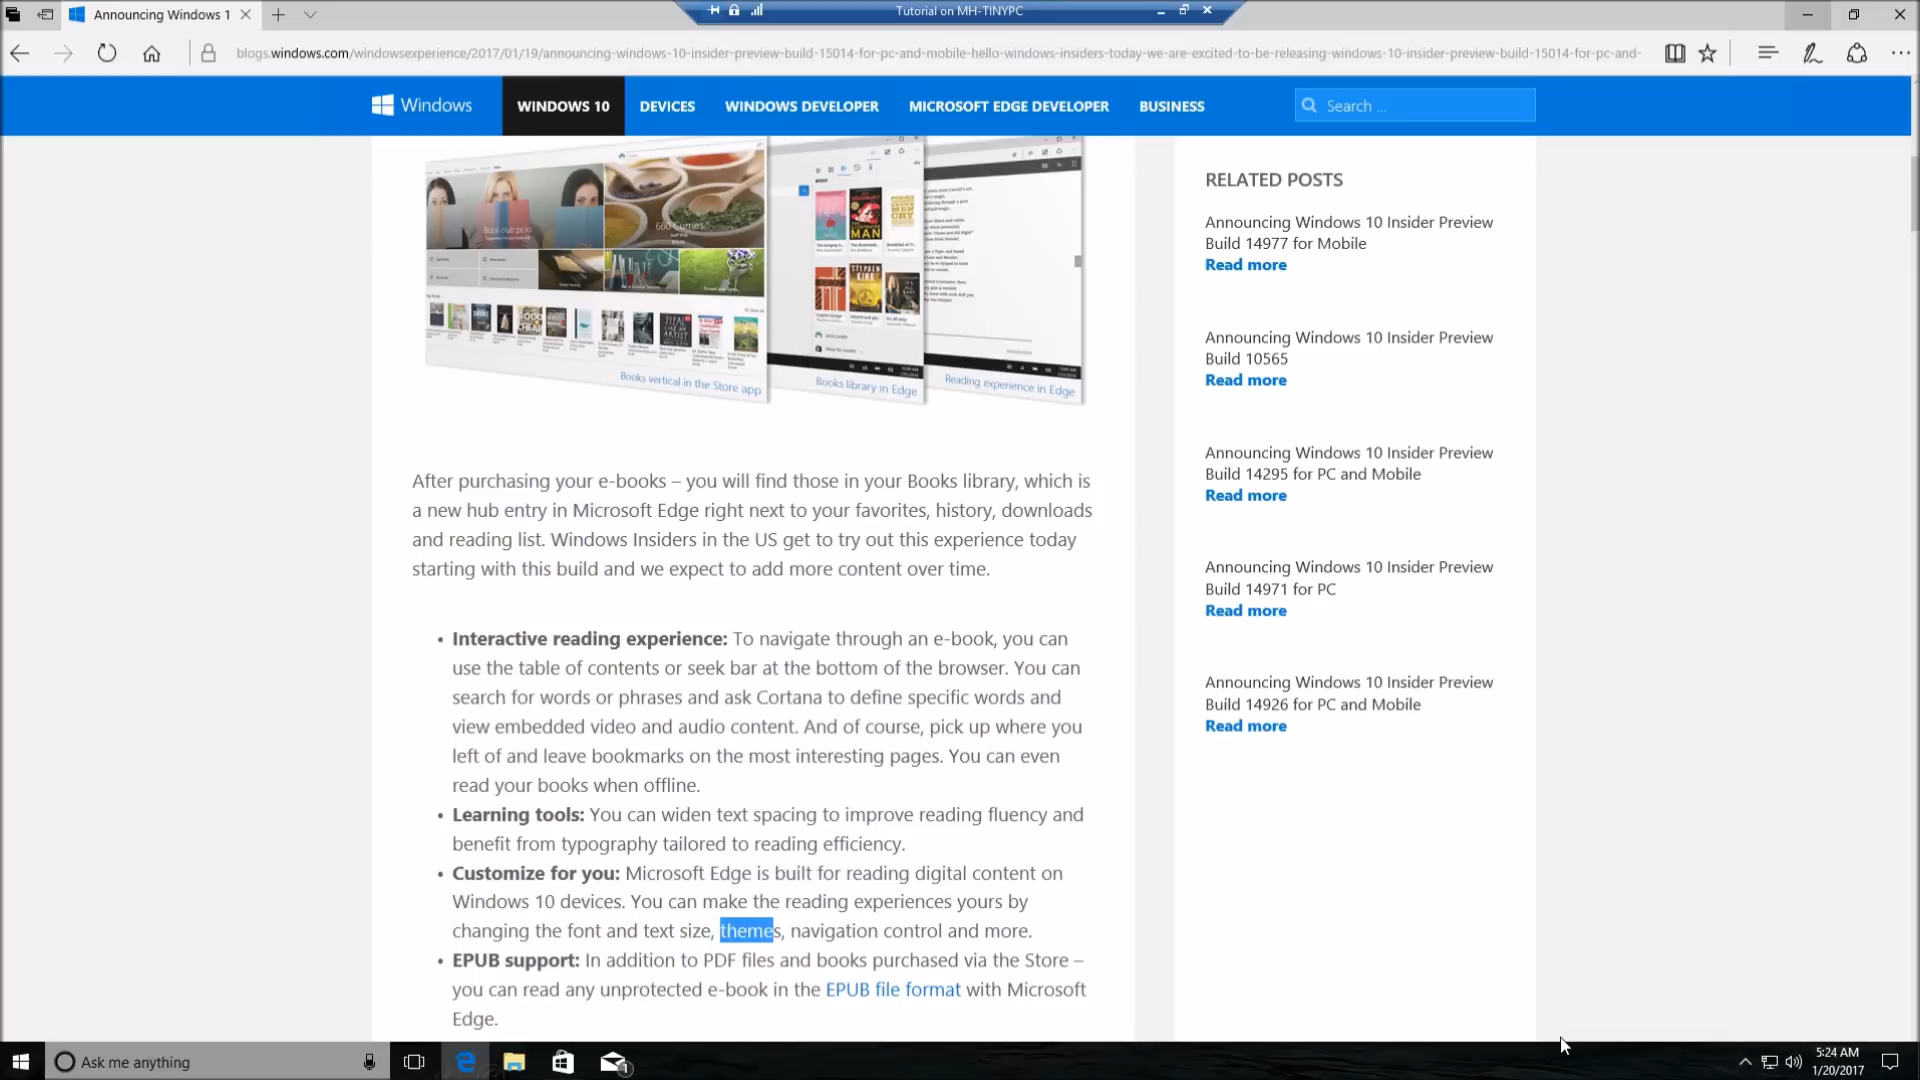 Announcing Windows 1
Tutorial on MH-TINYPC
blogs.windows.com/windowsexperience/2017/01/19/announcing-windows-10-insider-preview-build-15014-for-pc-and-mobile-hello-windows-insiders-today-we-are-excited-to-be-releasing-windows-10-insider-preview-build-15014-for-pc-and-
Windows
WINDOWS 10
DEVICES
WINDOWS DEVELOPER
MICROSOFT EDGE DEVELOPER
BUSINESS
Search ...
Book club picks
660 Curries
Books vertical in the Store app
Books library in Edge
Reading experience in Edge
After purchasing your e-books – you will find those in your Books library, which is
a new hub entry in Microsoft Edge right next to your favorites, history, downloads
and reading list. Windows Insiders in the US get to try out this experience today
starting with this build and we expect to add more content over time.
• Interactive reading experience: To navigate through an e-book, you can
use the table of contents or seek bar at the bottom of the browser. You can
search for words or phrases and ask Cortana to define specific words and
view embedded video and audio content. And of course, pick up where you
left of and leave bookmarks on the most interesting pages. You can even
read your books when offline.
• Learning tools: You can widen text spacing to improve reading fluency and
benefit from typography tailored to reading efficiency.
• Customize for you: Microsoft Edge is built for reading digital content on
Windows 10 devices. You can make the reading experiences yours by
changing the font and text size, themes, navigation control and more.
• EPUB support: In addition to PDF files and books purchased via the Store –
you can read any unprotected e-book in the EPUB file format with Microsoft
Edge.
RELATED POSTS
Announcing Windows 10 Insider Preview
Build 14977 for Mobile
Read more
Announcing Windows 10 Insider Preview
Build 10565
Read more
Announcing Windows 10 Insider Preview
Build 14295 for PC and Mobile
Read more
Announcing Windows 10 Insider Preview
Build 14971 for PC
Read more
Announcing Windows 10 Insider Preview
Build 14926 for PC and Mobile
Read more
Ask me anything
1
5:24 AM
1/20/2017